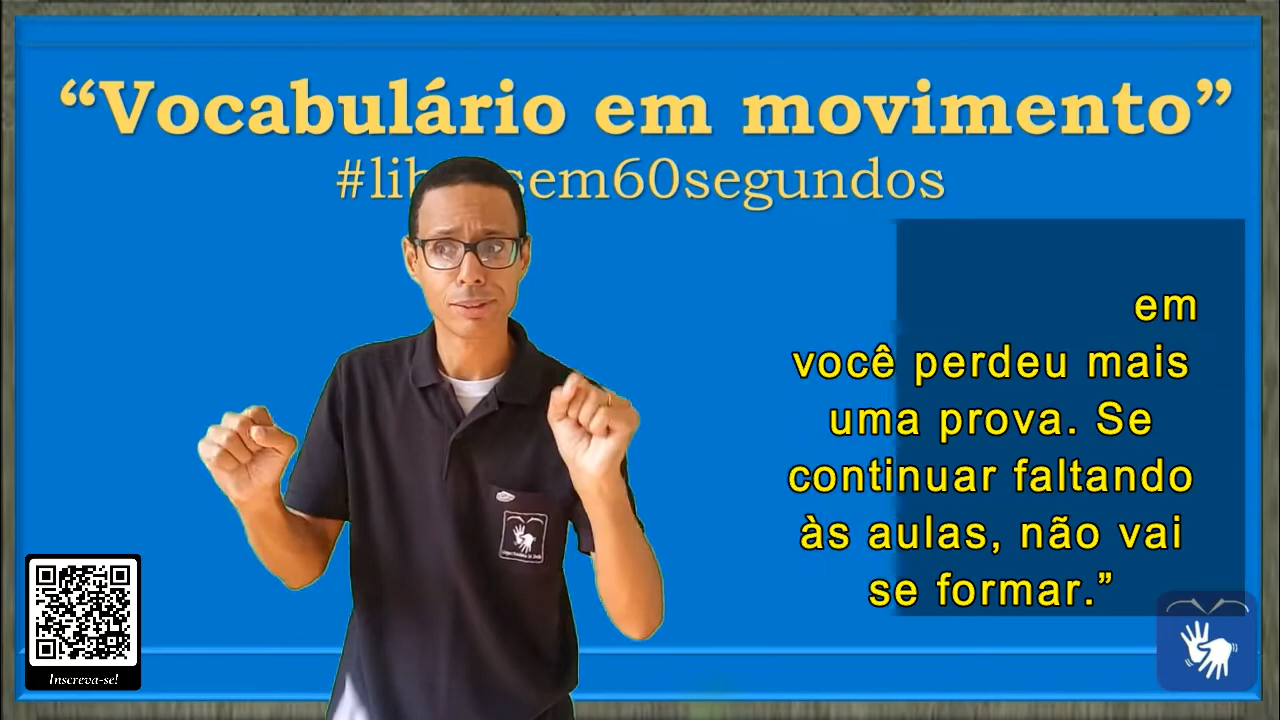 “Vocabulário em movimento”
#lib sem60segundos
em
você perdeu mais
uma prova. Se
continuar faltando
às aulas, não vai
se formar.”
Inscreva-se!